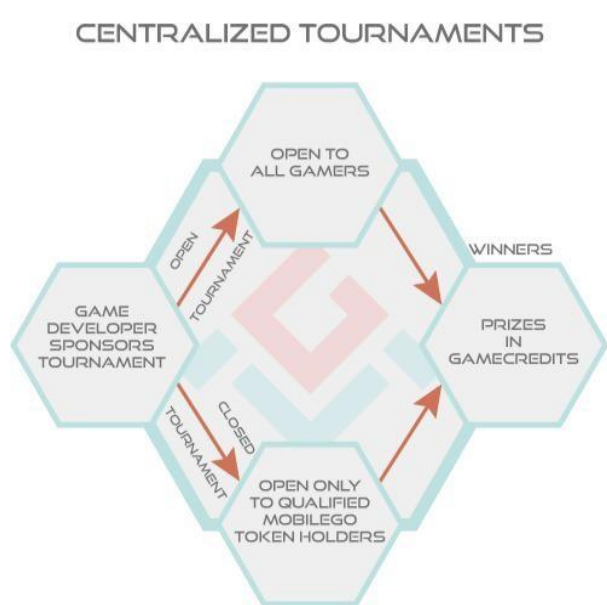 CENTRALIZED TOURNAMENTS
OPEN TO
ALL GAMERS
OPEN
TOURNAMENT
WINNERS
GAME
DEVELOPER
SPONSORS
TOURNAMENT
PRIZES
IN
GAMECREDITS
CLOSED
TOURNAMENT
OPEN ONLY
TO QUALIFIED
MOBILEGO
TOKEN HOLDERS